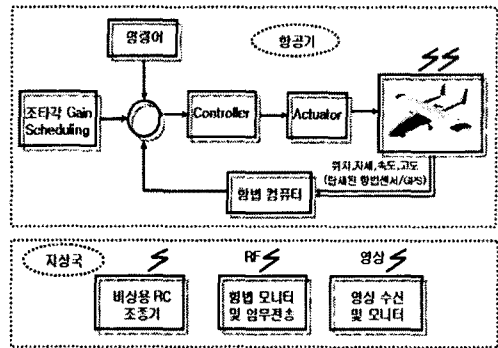 명령어
항공기
조타각 Gain
Scheduling
Controller
Actuator
위치,자세,속도,고도
(탑재된 항법센서/GPS)
항법 컴퓨터
지상국
RF
영상
비상용 RC
조종기
항법 모니터
및 임무전송
영상 수신
및 모니터